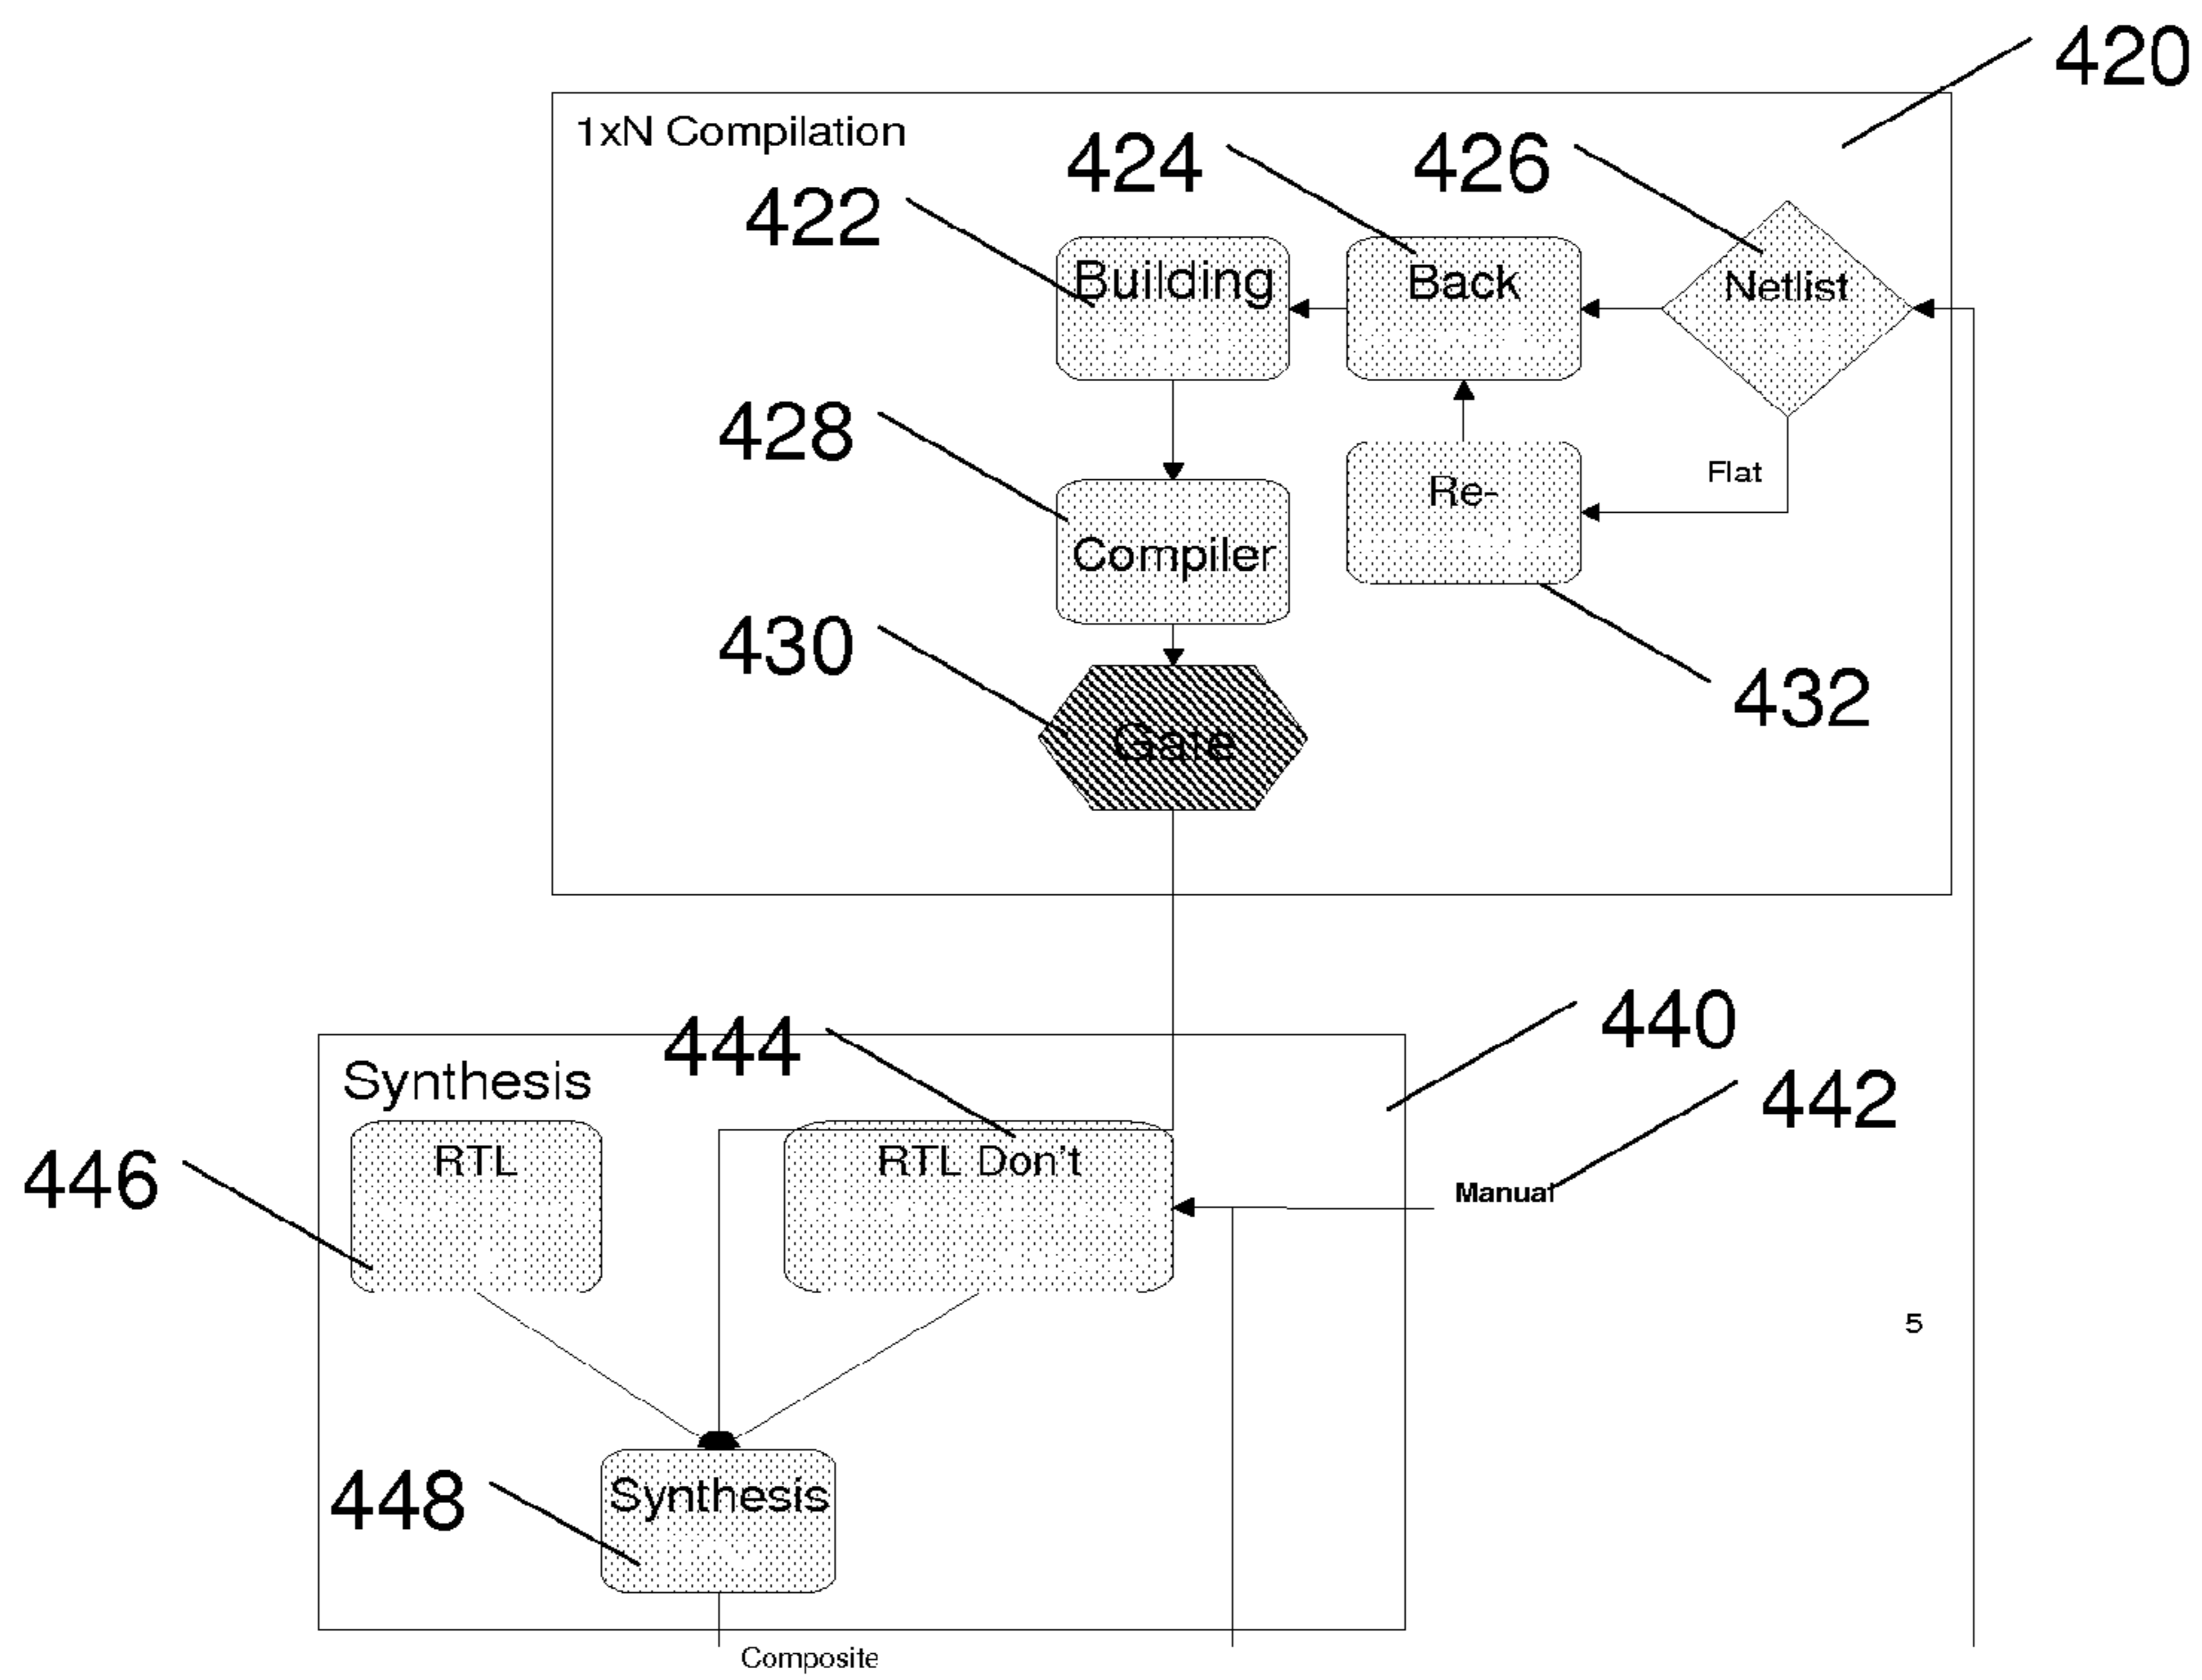 420
1xN Compilation
424
426
422
Building
Back
Netlist
428
Re-
Flat
Compiler
430
Gate
432
440
444
Synthesis
442
446
RTL
RTL Don't
Manual
5
448
Synthesis
Composite